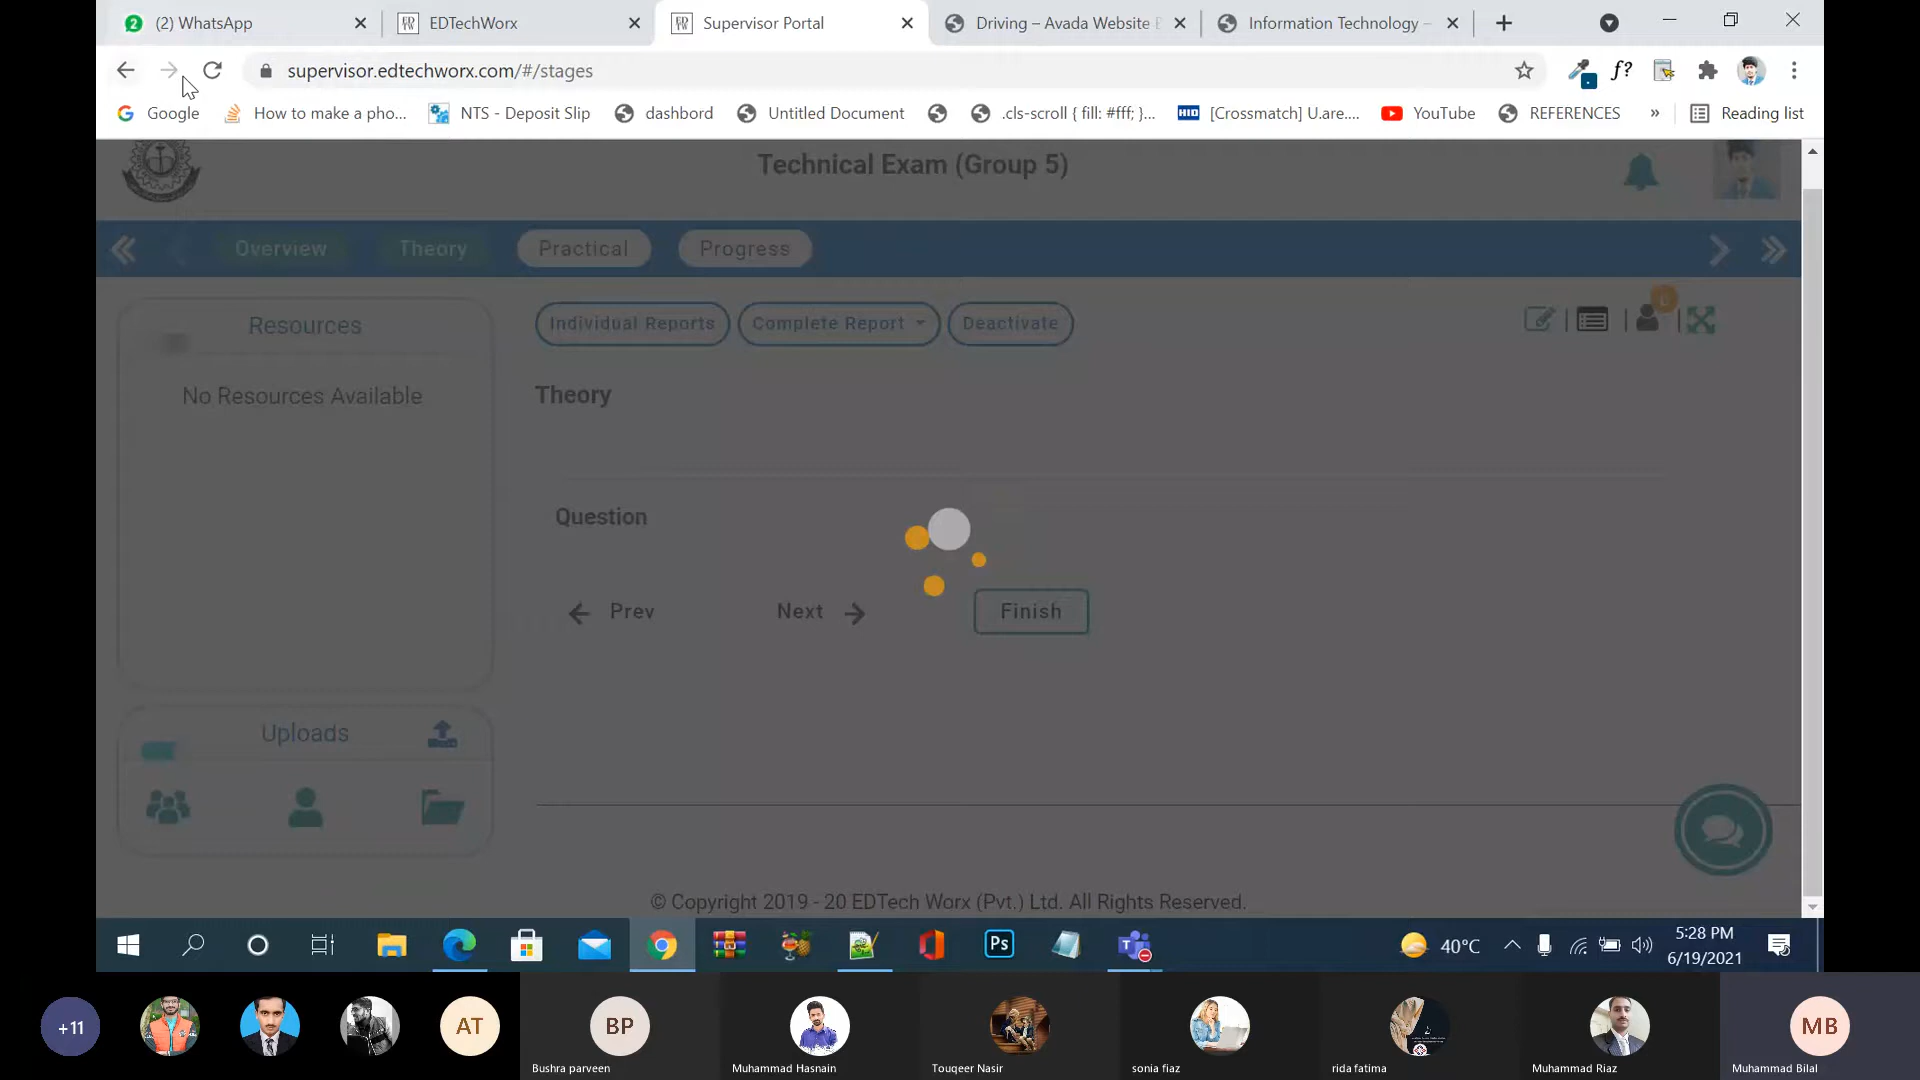 (2) WhatsApp
EDTechWorx
Supervisor Portal
Driving – Avada Website
Information Technology –
supervisor.edtechworx.com/#/stages
f?
Google
How to make a pho...
NTS - Deposit Slip
dashbord
Untitled Document
.cls-scroll { fill: #fff; }...
HID
[Crossmatch] U.are....
YouTube
REFERENCES
»
Reading list
Technical Exam (Group 5)
Overview
Theory
Practical
Progress
Resources
No Resources Available
Individual Reports
Complete Report
Deactivate
Theory
Question
Prev
Next
Finish
Uploads
© Copyright 2019 - 20 EDTech Worx (Pvt.) Ltd. All Rights Reserved.
Ps
40°C
5:28 PM
6/19/2021
+11
AT
BP
Bushra parveen
Muhammad Hasnain
Touqeer Nasir
sonia fiaz
rida fatima
Muhammad Riaz
MB
Muhammad Bilal